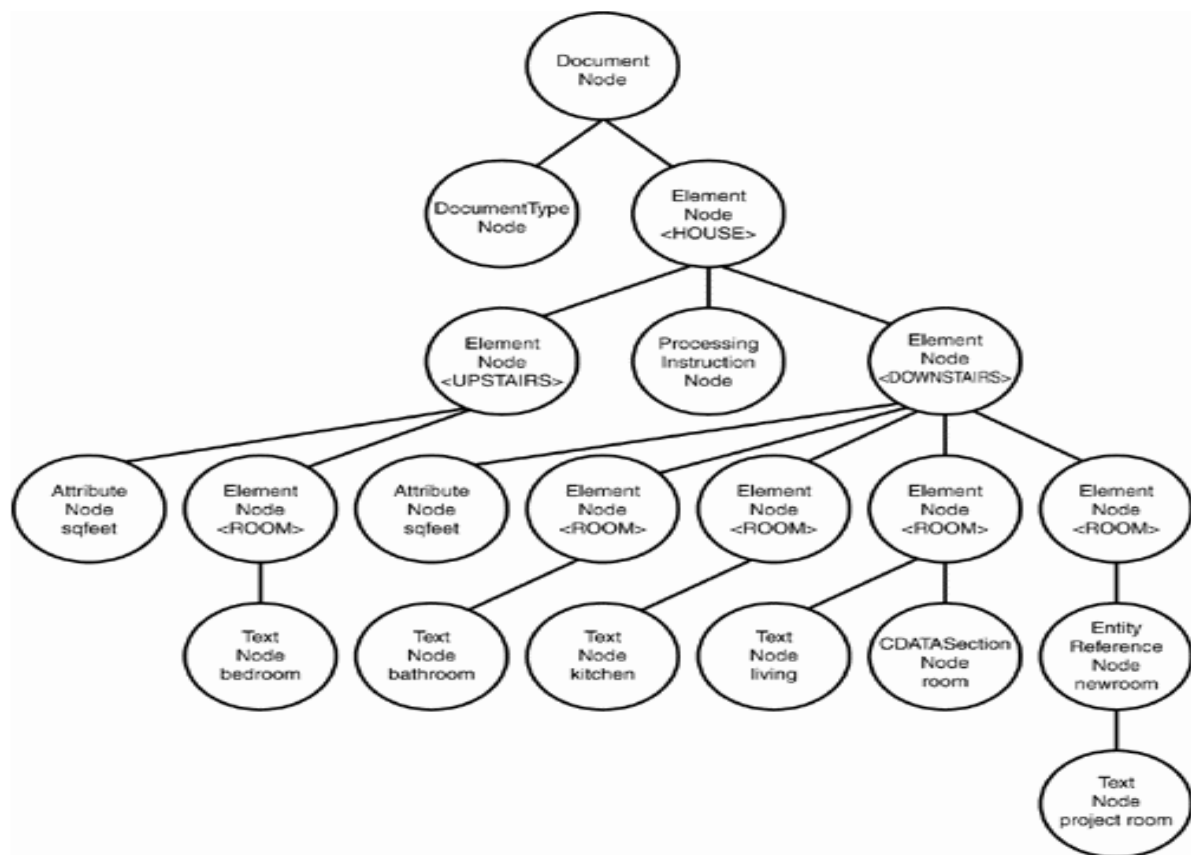 Document
Node
DocumentType
Node
Element
Node
<HOUSE>
Element
Node
<UPSTAIRS>
Processing
Instruction
Node
Element
Node
<DOWNSTAIRS>
Attribute
Node
sqfeet
Element
Node
<ROOM>
Attribute
Node
sqfeet
Element
Node
<ROOM>
Element
Node
<ROOM>
Element
Node
<ROOM>
Element
Node
<ROOM>
Text
Node
bedroom
Text
Node
bathroom
Text
Node
kitchen
Text
Node
living
CDATASection
Node
room
Entity
Reference
Node
newroom
Text
Node
project room